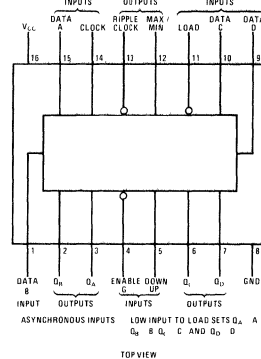 INPUTS OUTPUTS INPUTS
DATA RIPPLE MAX/ DATA DATA
VCC A CLOCK CLOCK MIN LOAD C D
16 15 14 13 12 11 10 9
1 2 3 4 5 6 7 8
DATA QB QA ENABLE DOWN QC QD GND
B G UP
INPUT OUTPUTS INPUTS OUTPUTS
ASYNCHRONOUS INPUTS LOW INPUT TO LOAD SETS QA A
QB B QC C AND QD D
TOP VIEW